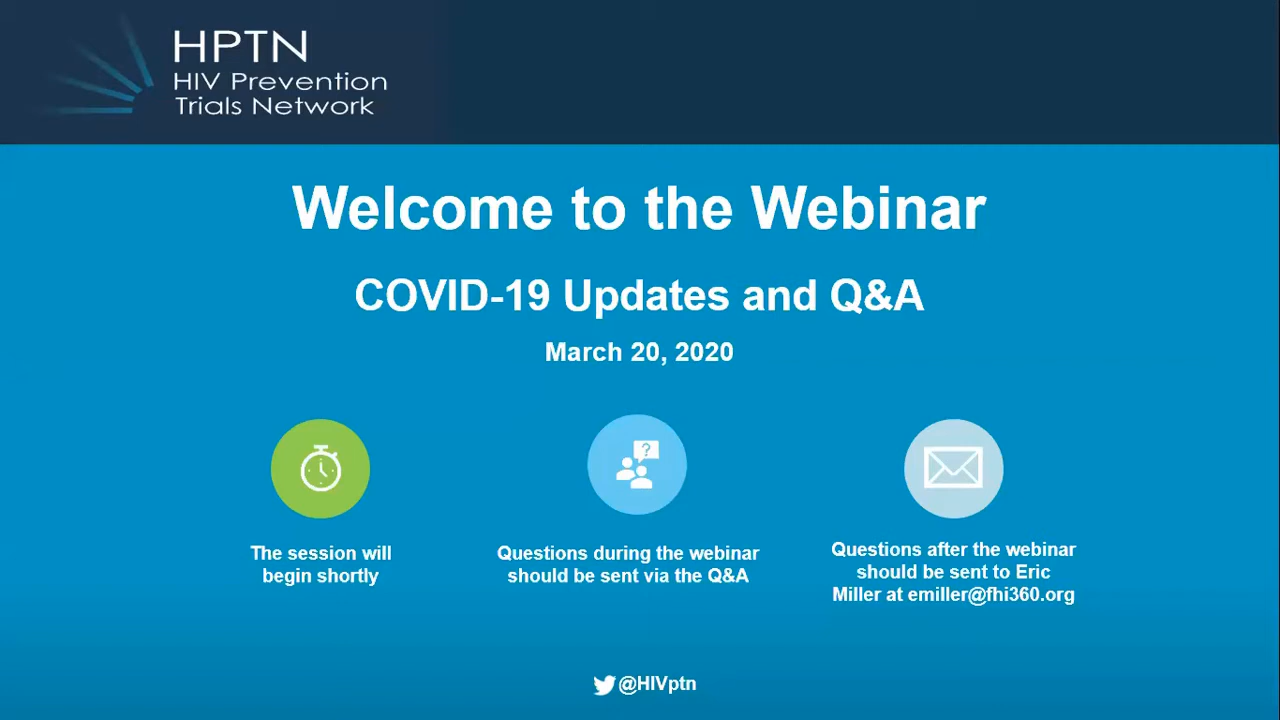 HPTN
HIV Prevention
Trials Network
Welcome to the Webinar
COVID-19 Updates and Q&A
March 20, 2020
?
The session will
begin shortly
Questions during the webinar
should be sent via the Q&A
Questions after the webinar
should be sent to Eric
Miller at emiller@fhi360.org
@HIVptn